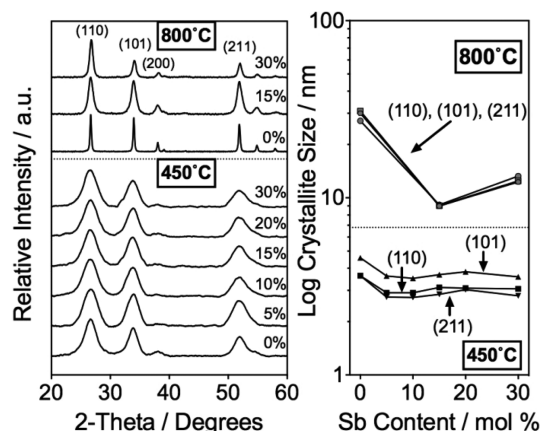 (110)
(101)
(200)
800˚C
(211)
30%
15%
0%
450˚C
30%
20%
15%
10%
5%
0%
Relative Intensity / a.u.
20 30 40 50 60
2-Theta / Degrees
100
10
1
Log Crystallite Size / nm
800˚C
(110), (101), (211)
(110)
(101)
(211)
450˚C
0 10 20 30
Sb Content / mol %